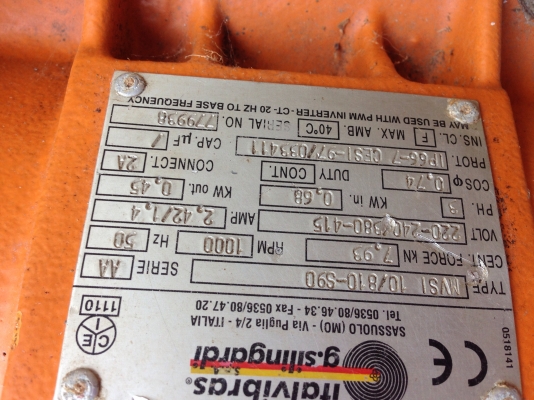 CE
0518141
Italvibras®
g.silingardi
SASSUOLO (MO) - Via Puglia 2/4 - ITALIA
Tel. 0536/80.46.34 - Fax 0536/80.47.20
CE/I
1110
TYPE MVSI 10/810-S90 SERIE AA
CENT. FORCE KN 7,93 RPM 1000 Hz 50
VOLT 220-240/380-415 AMP 2,42/1,4
PH. 3 KW in. 0,68 KW out 0,45
COSφ 0,74 DUTY CONT. CONNECT. 2A
PROT. IP66-7 CESI-97/033411 CAP. µF /
INS.CL. F MAX AMB. 40°C SERIAL NO.
MAY BE USED WITH PWM INVERTER - CT- 20 HZ TO BASE FREQUENCY